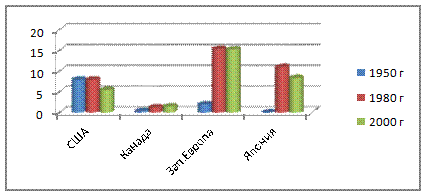 20
15
10
5
0
США
Канада
Зап.Европа
Япония
1950 г
1980 г
2000 г